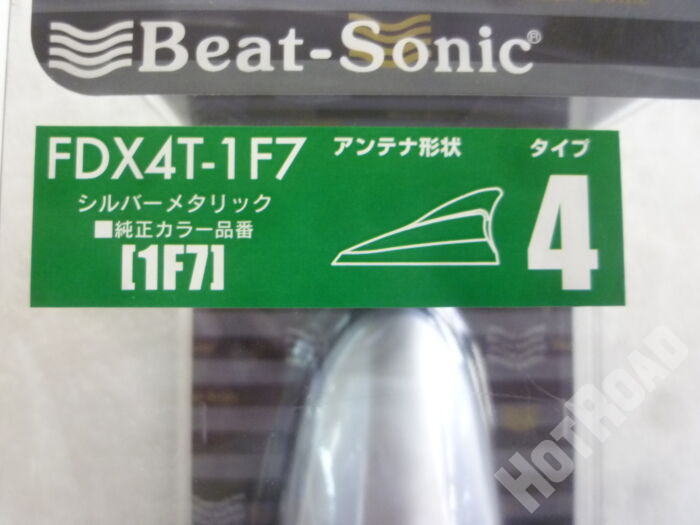 Beat-Sonic®
FDX4T-1F7
シルバーメタリック
■純正カラー品番
[1F7]
アンテナ形状
タイプ
4
HOTROAD